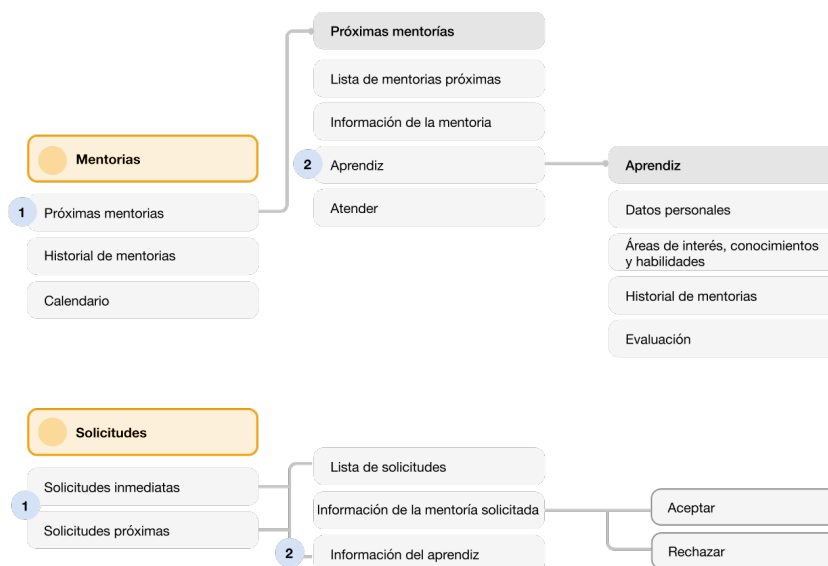 Próximas mentorías
Lista de mentorias próximas
Información de la mentoria
2 Aprendiz
Atender
Mentorias
1 Próximas mentorias
Historial de mentorias
Calendario
Aprendiz
Datos personales
Áreas de interés, conocimientos
y habilidades
Historial de mentorias
Evaluación
Solicitudes
1
Solicitudes inmediatas
Solicitudes próximas
Lista de solicitudes
Información de la mentoría solicitada
2 Información del aprendiz
Aceptar
Rechazar